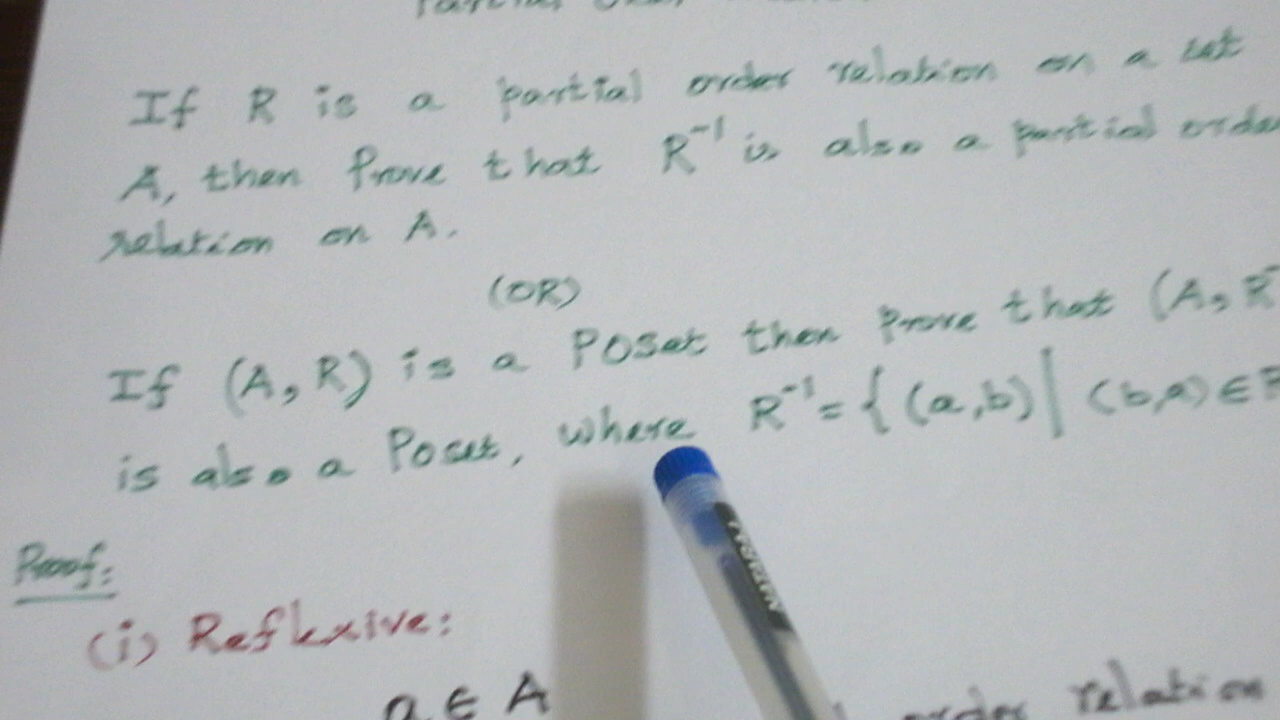 If R is a partial order relation on a set
A, then Prove that R⁻¹ is also a partial order
relation on A.
(OR)
If (A, R) is a POSet then Prove that (A, R⁻
is also a Poset, where R⁻¹ = { (a,b) | (b,a) ∈ R
Proof:
(i) Reflexive:
a ∈ A order relation